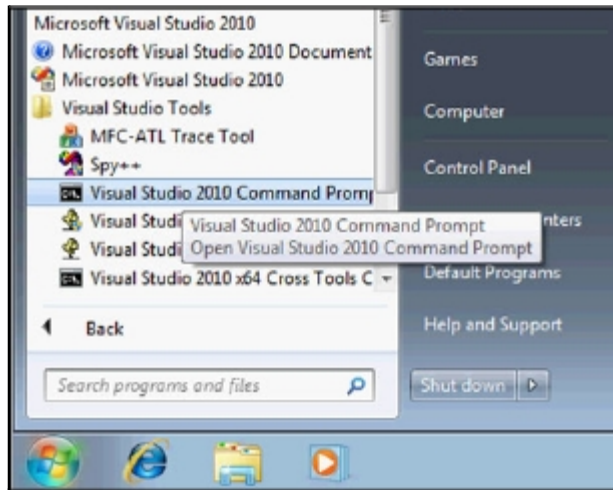 Microsoft Visual Studio 2010
Microsoft Visual Studio 2010 Document
Microsoft Visual Studio 2010
Visual Studio Tools
MFC-ATL Trace Tool
Spy++
Visual Studio 2010 Command Promp
Visual Studi
Visual Studi
Visual Studio 2010 x64 Cross Tools C
Visual Studio 2010 Command Prompt
Open Visual Studio 2010 Command Prompt
Back
Search programs and files
Games
Computer
Control Panel
nters
Default Programs
Help and Support
Shut down